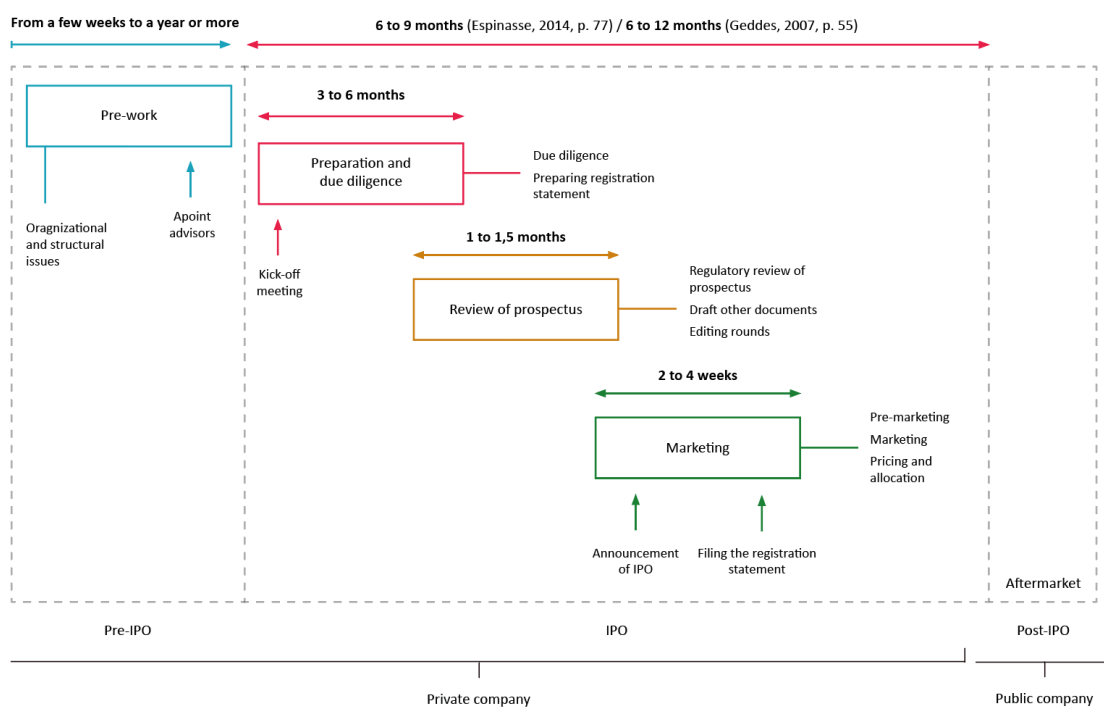 From a few weeks to a year or more
6 to 9 months (Espinasse, 2014, p. 77) / 6 to 12 months (Geddes, 2007, p. 55)
Pre-work
Oragnizational
and structural
issues
Apoint
advisors
3 to 6 months
Preparation and
due diligence
Due diligence
Preparing registration
statement
Kick-off
meeting
1 to 1,5 months
Review of prospectus
Regulatory review of
prospectus
Draft other documents
Editing rounds
2 to 4 weeks
Marketing
Pre-marketing
Marketing
Pricing and
allocation
Announcement
of IPO
Filing the registration
statement
Aftermarket
Pre-IPO
IPO
Post-IPO
Private company
Public company